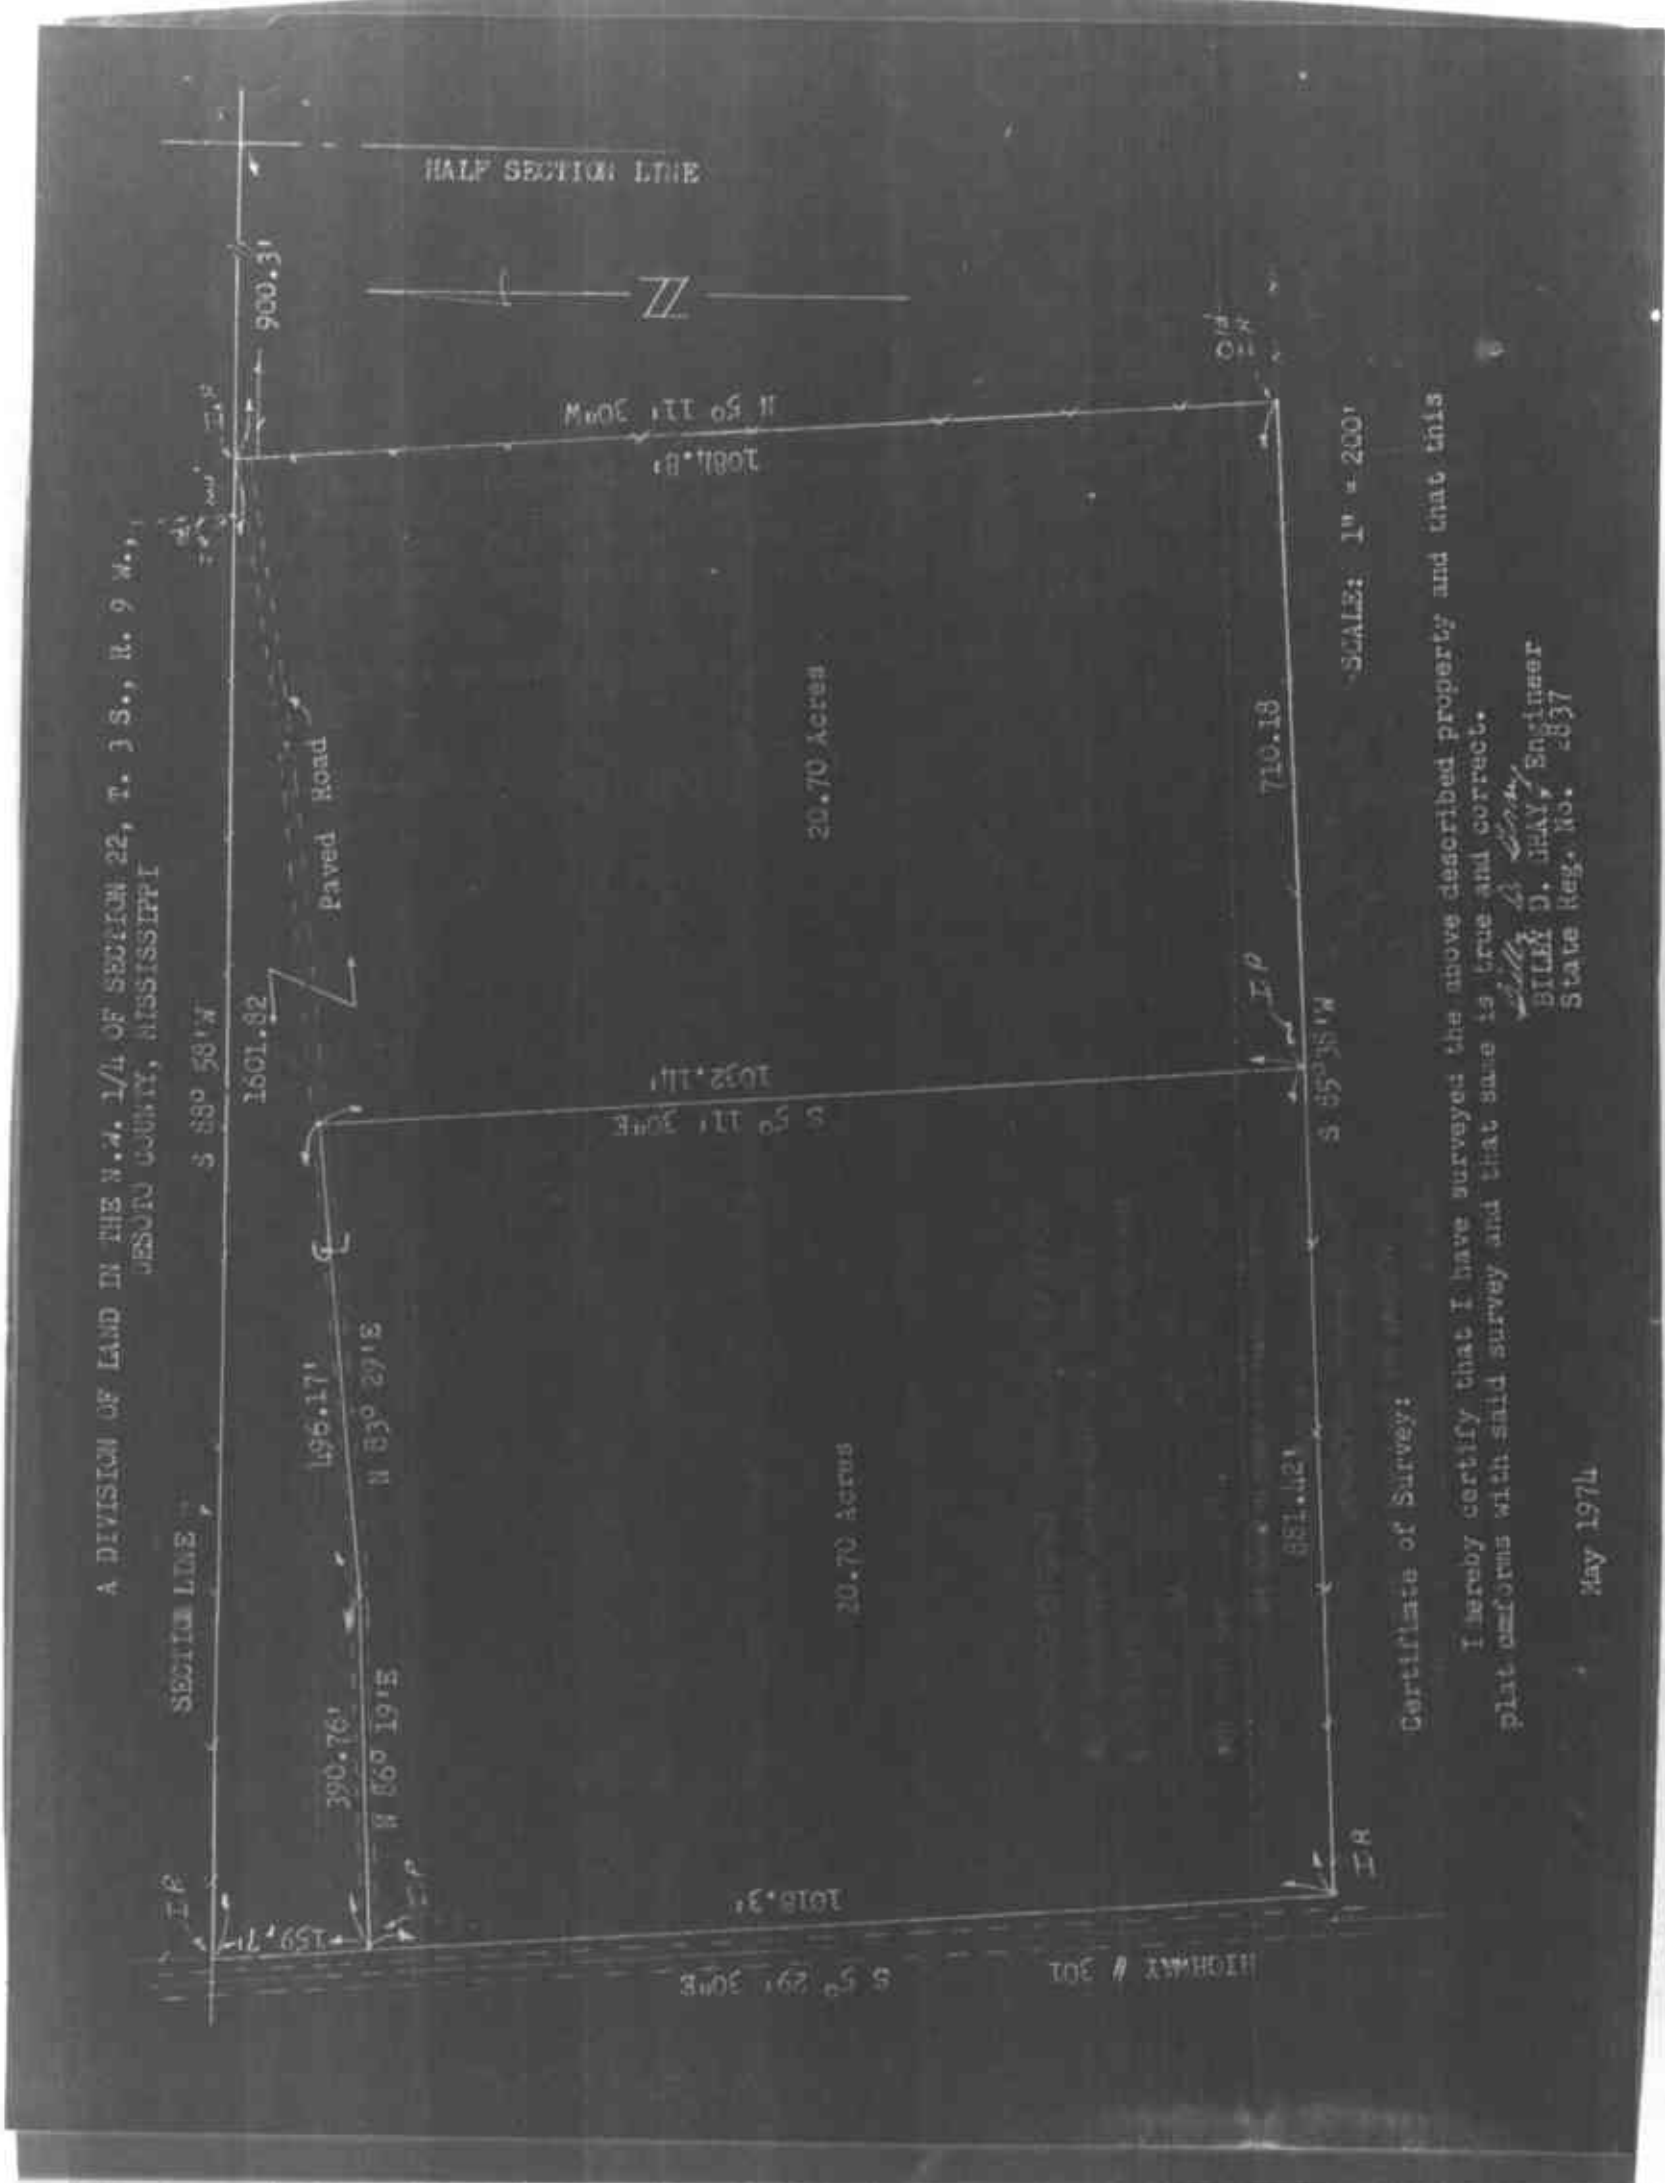 A DIVISION OF LAND IN THE N.W. 1/4 OF SECTION 22, T. 3 S., R. 9 W.,
DESOTO COUNTY, MISSISSIPPI
SECTION LINE
S 88° 58'W
1601.82
900.3'
HALF SECTION LINE
I P
I R
159.7'
390.76'
N 86° 19'E
I P
496.17'
N 83° 29'E
Paved Road
N 5° 11' 30"W
1084.8'
1032.14'
S 5° 11' 30"E
20.70 Acres
20.70 Acres
1018.3'
S 5° 29' 30"E
HIGHWAY # 301
881.42'
I P
710.18
S 85° 36'W
I R
SCALE: 1" = 200'
Certificate of Survey:
I hereby certify that I have surveyed the above described property and that this
plat comforms with said survey and that same is true and correct.
BILLY D. GRAY, Engineer
State Reg. No. 2837
May 1974